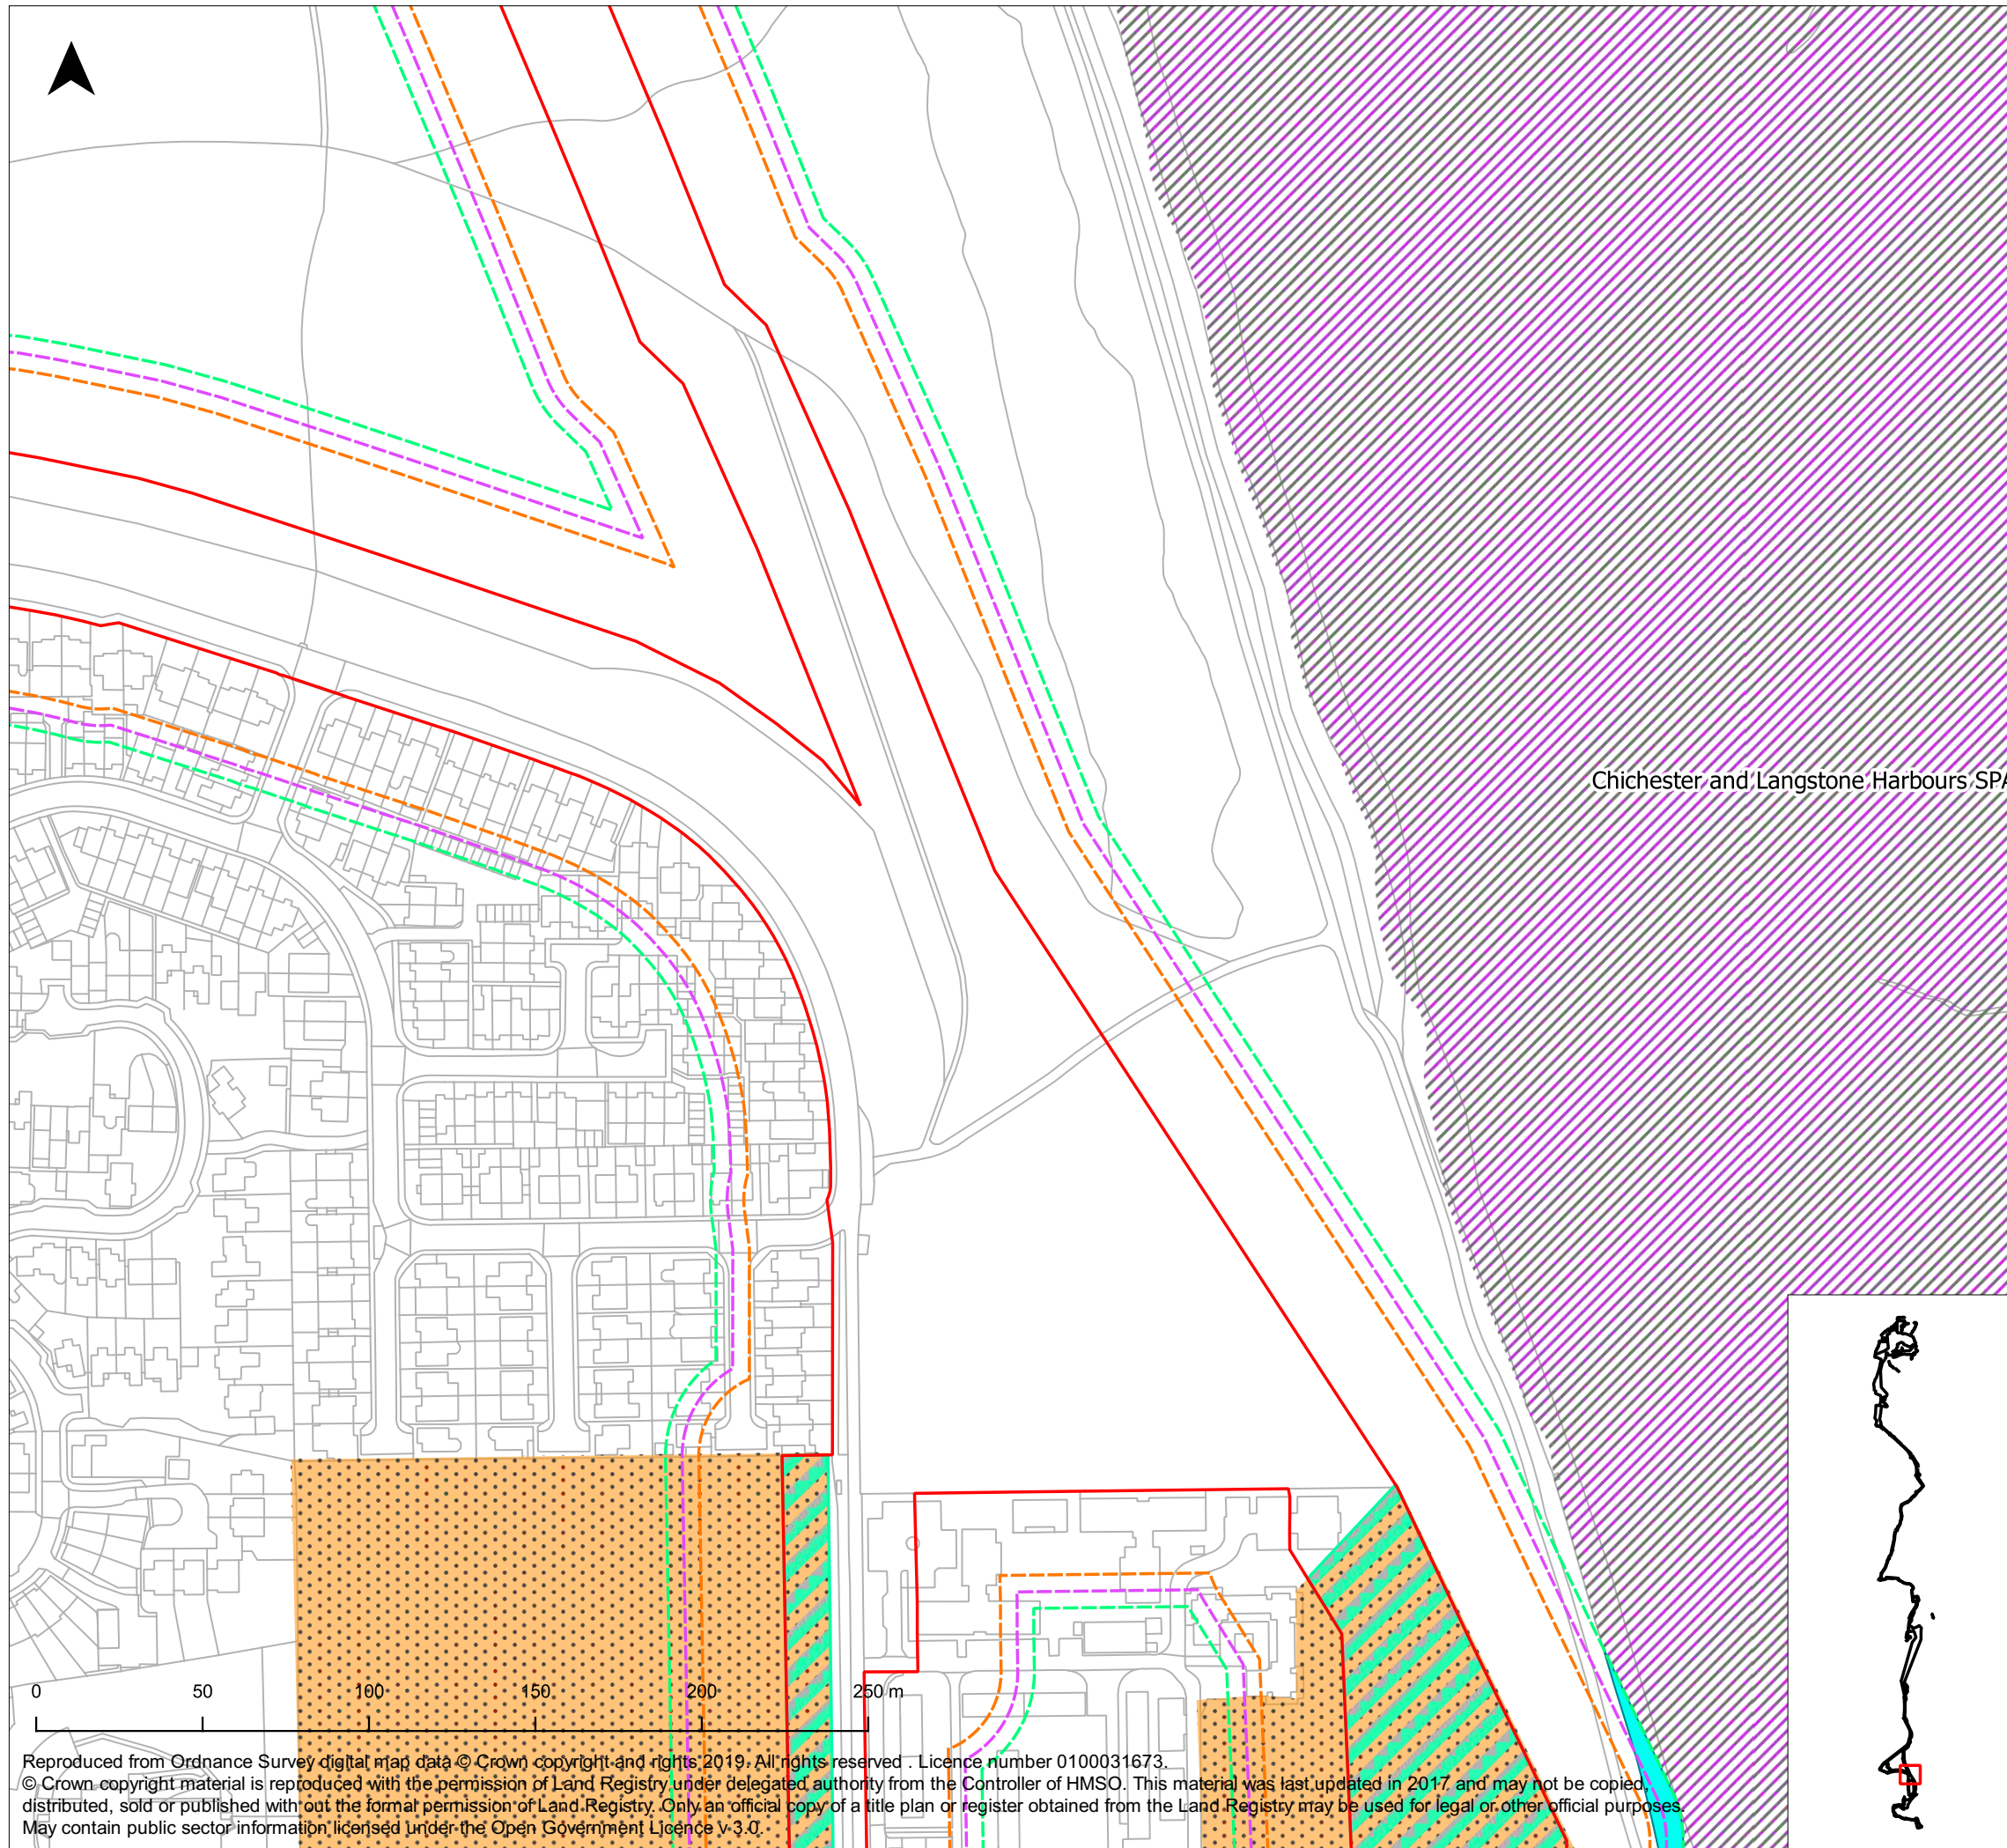 Chichester and Langstone Harbours SPA
0 50 100 150 200 250 m
Reproduced from Ordnance Survey digital map data © Crown copyright and rights 2019. All rights reserved . Licence number 0100031673.
© Crown copyright material is reproduced with the permission of Land Registry under delegated authority from the Controller of HMSO. This material was last updated in 2017 and may not be copied,
distributed, sold or published with out the formal permission of Land Registry. Only an official copy of a title plan or register obtained from the Land Registry may be used for legal or other official purposes.
May contain public sector information licensed under the Open Government Licence v 3.0.